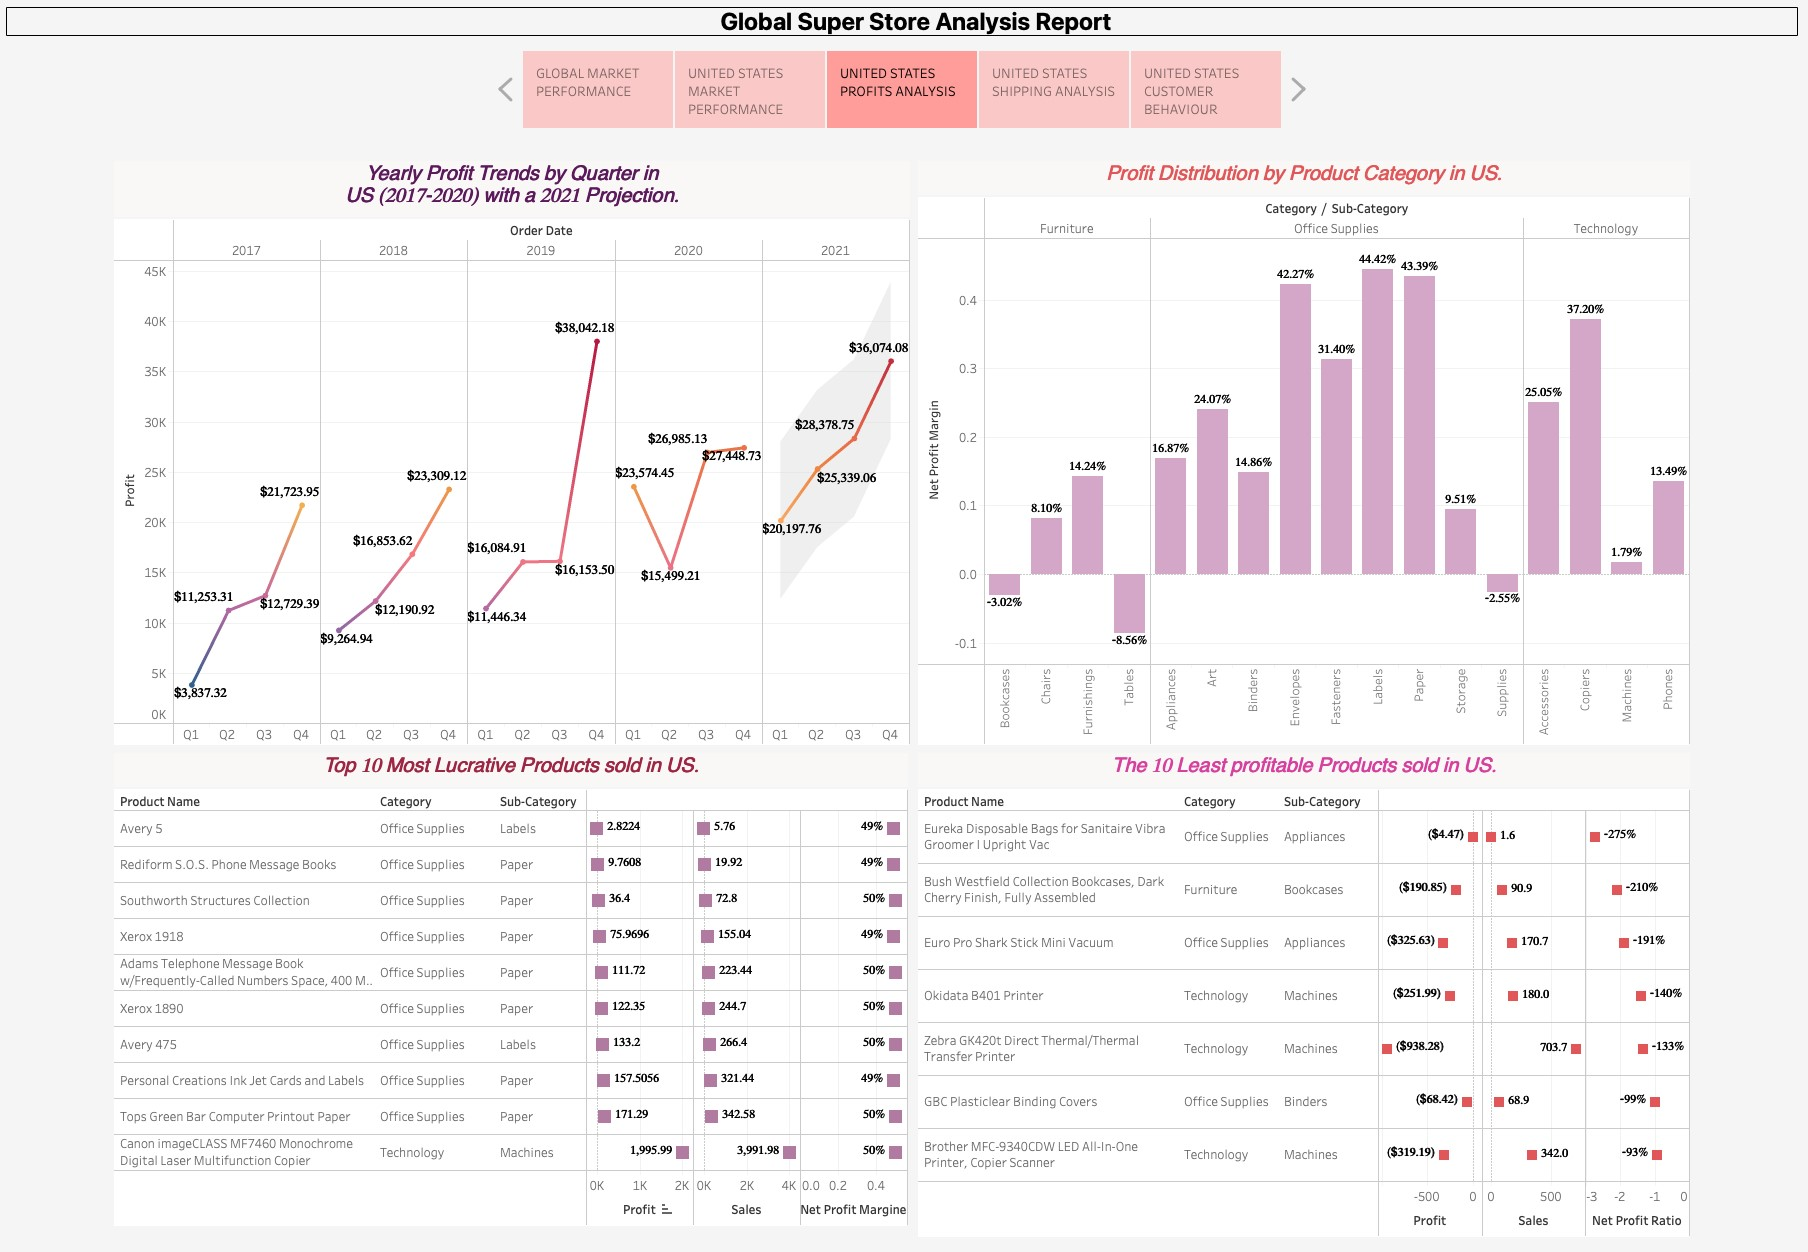 Global Super Store Analysis Report
GLOBAL MARKET
PERFORMANCE
UNITED STATES
MARKET
PERFORMANCE
UNITED STATES
PROFITS ANALYSIS
UNITED STATES
SHIPPING ANALYSIS
UNITED STATES
CUSTOMER
BEHAVIOUR
Yearly Profit Trends by Quarter in
US (2017-2020) with a 2021 Projection.
Order Date
2017 2018 2019 2020 2021
Profit
45K
40K
35K
30K
25K
20K
15K
10K
5K
0K
$3,837.32
$11,253.31
$12,729.39
$21,723.95
$9,264.94
$12,190.92
$16,853.62
$23,309.12
$11,446.34
$16,084.91
$16,153.50
$38,042.18
$23,574.45
$15,499.21
$26,985.13
$27,448.73
$20,197.76
$25,339.06
$28,378.75
$36,074.08
Q1 Q2 Q3 Q4 Q1 Q2 Q3 Q4 Q1 Q2 Q3 Q4 Q1 Q2 Q3 Q4 Q1 Q2 Q3 Q4
Profit Distribution by Product Category in US.
Category / Sub-Category
Furniture Office Supplies Technology
Net Profit Margin
0.4
0.3
0.2
0.1
0.0
-0.1
-3.02%
8.10%
14.24%
-8.56%
16.87%
24.07%
14.86%
42.27%
31.40%
44.42%
43.39%
9.51%
-2.55%
25.05%
37.20%
1.79%
13.49%
Bookcases
Chairs
Furnishings
Tables
Appliances
Art
Binders
Envelopes
Fasteners
Labels
Paper
Storage
Supplies
Accessories
Copiers
Machines
Phones
Top 10 Most Lucrative Products sold in US.
Product Name Category Sub-Category
Avery 5 Office Supplies Labels 2.8224 5.76 49%
Rediform S.O.S. Phone Message Books Office Supplies Paper 9.7608 19.92 49%
Southworth Structures Collection Office Supplies Paper 36.4 72.8 50%
Xerox 1918 Office Supplies Paper 75.9696 155.04 49%
Adams Telephone Message Book
w/Frequently-Called Numbers Space, 400 M.. Office Supplies Paper 111.72 223.44 50%
Xerox 1890 Office Supplies Paper 122.35 244.7 50%
Avery 475 Office Supplies Labels 133.2 266.4 50%
Personal Creations Ink Jet Cards and Labels Office Supplies Paper 157.5056 321.44 49%
Tops Green Bar Computer Printout Paper Office Supplies Paper 171.29 342.58 50%
Canon imageCLASS MF7460 Monochrome
Digital Laser Multifunction Copier Technology Machines 1,995.99 3,991.98 50%
0K 1K 2K 0K 2K 4K 0.0 0.2 0.4
Profit Sales Net Profit Margine
The 10 Least profitable Products sold in US.
Product Name Category Sub-Category
Eureka Disposable Bags for Sanitaire Vibra
Groomer I Upright Vac Office Supplies Appliances ($4.47) 1.6 -275%
Bush Westfield Collection Bookcases, Dark
Cherry Finish, Fully Assembled Furniture Bookcases ($190.85) 90.9 -210%
Euro Pro Shark Stick Mini Vacuum Office Supplies Appliances ($325.63) 170.7 -191%
Okidata B401 Printer Technology Machines ($251.99) 180.0 -140%
Zebra GK420t Direct Thermal/Thermal
Transfer Printer Technology Machines ($938.28) 703.7 -133%
GBC Plasticlear Binding Covers Office Supplies Binders ($68.42) 68.9 -99%
Brother MFC-9340CDW LED All-In-One
Printer, Copier Scanner Technology Machines ($319.19) 342.0 -93%
-500 0 0 500 -3 -2 -1 0
Profit Sales Net Profit Ratio